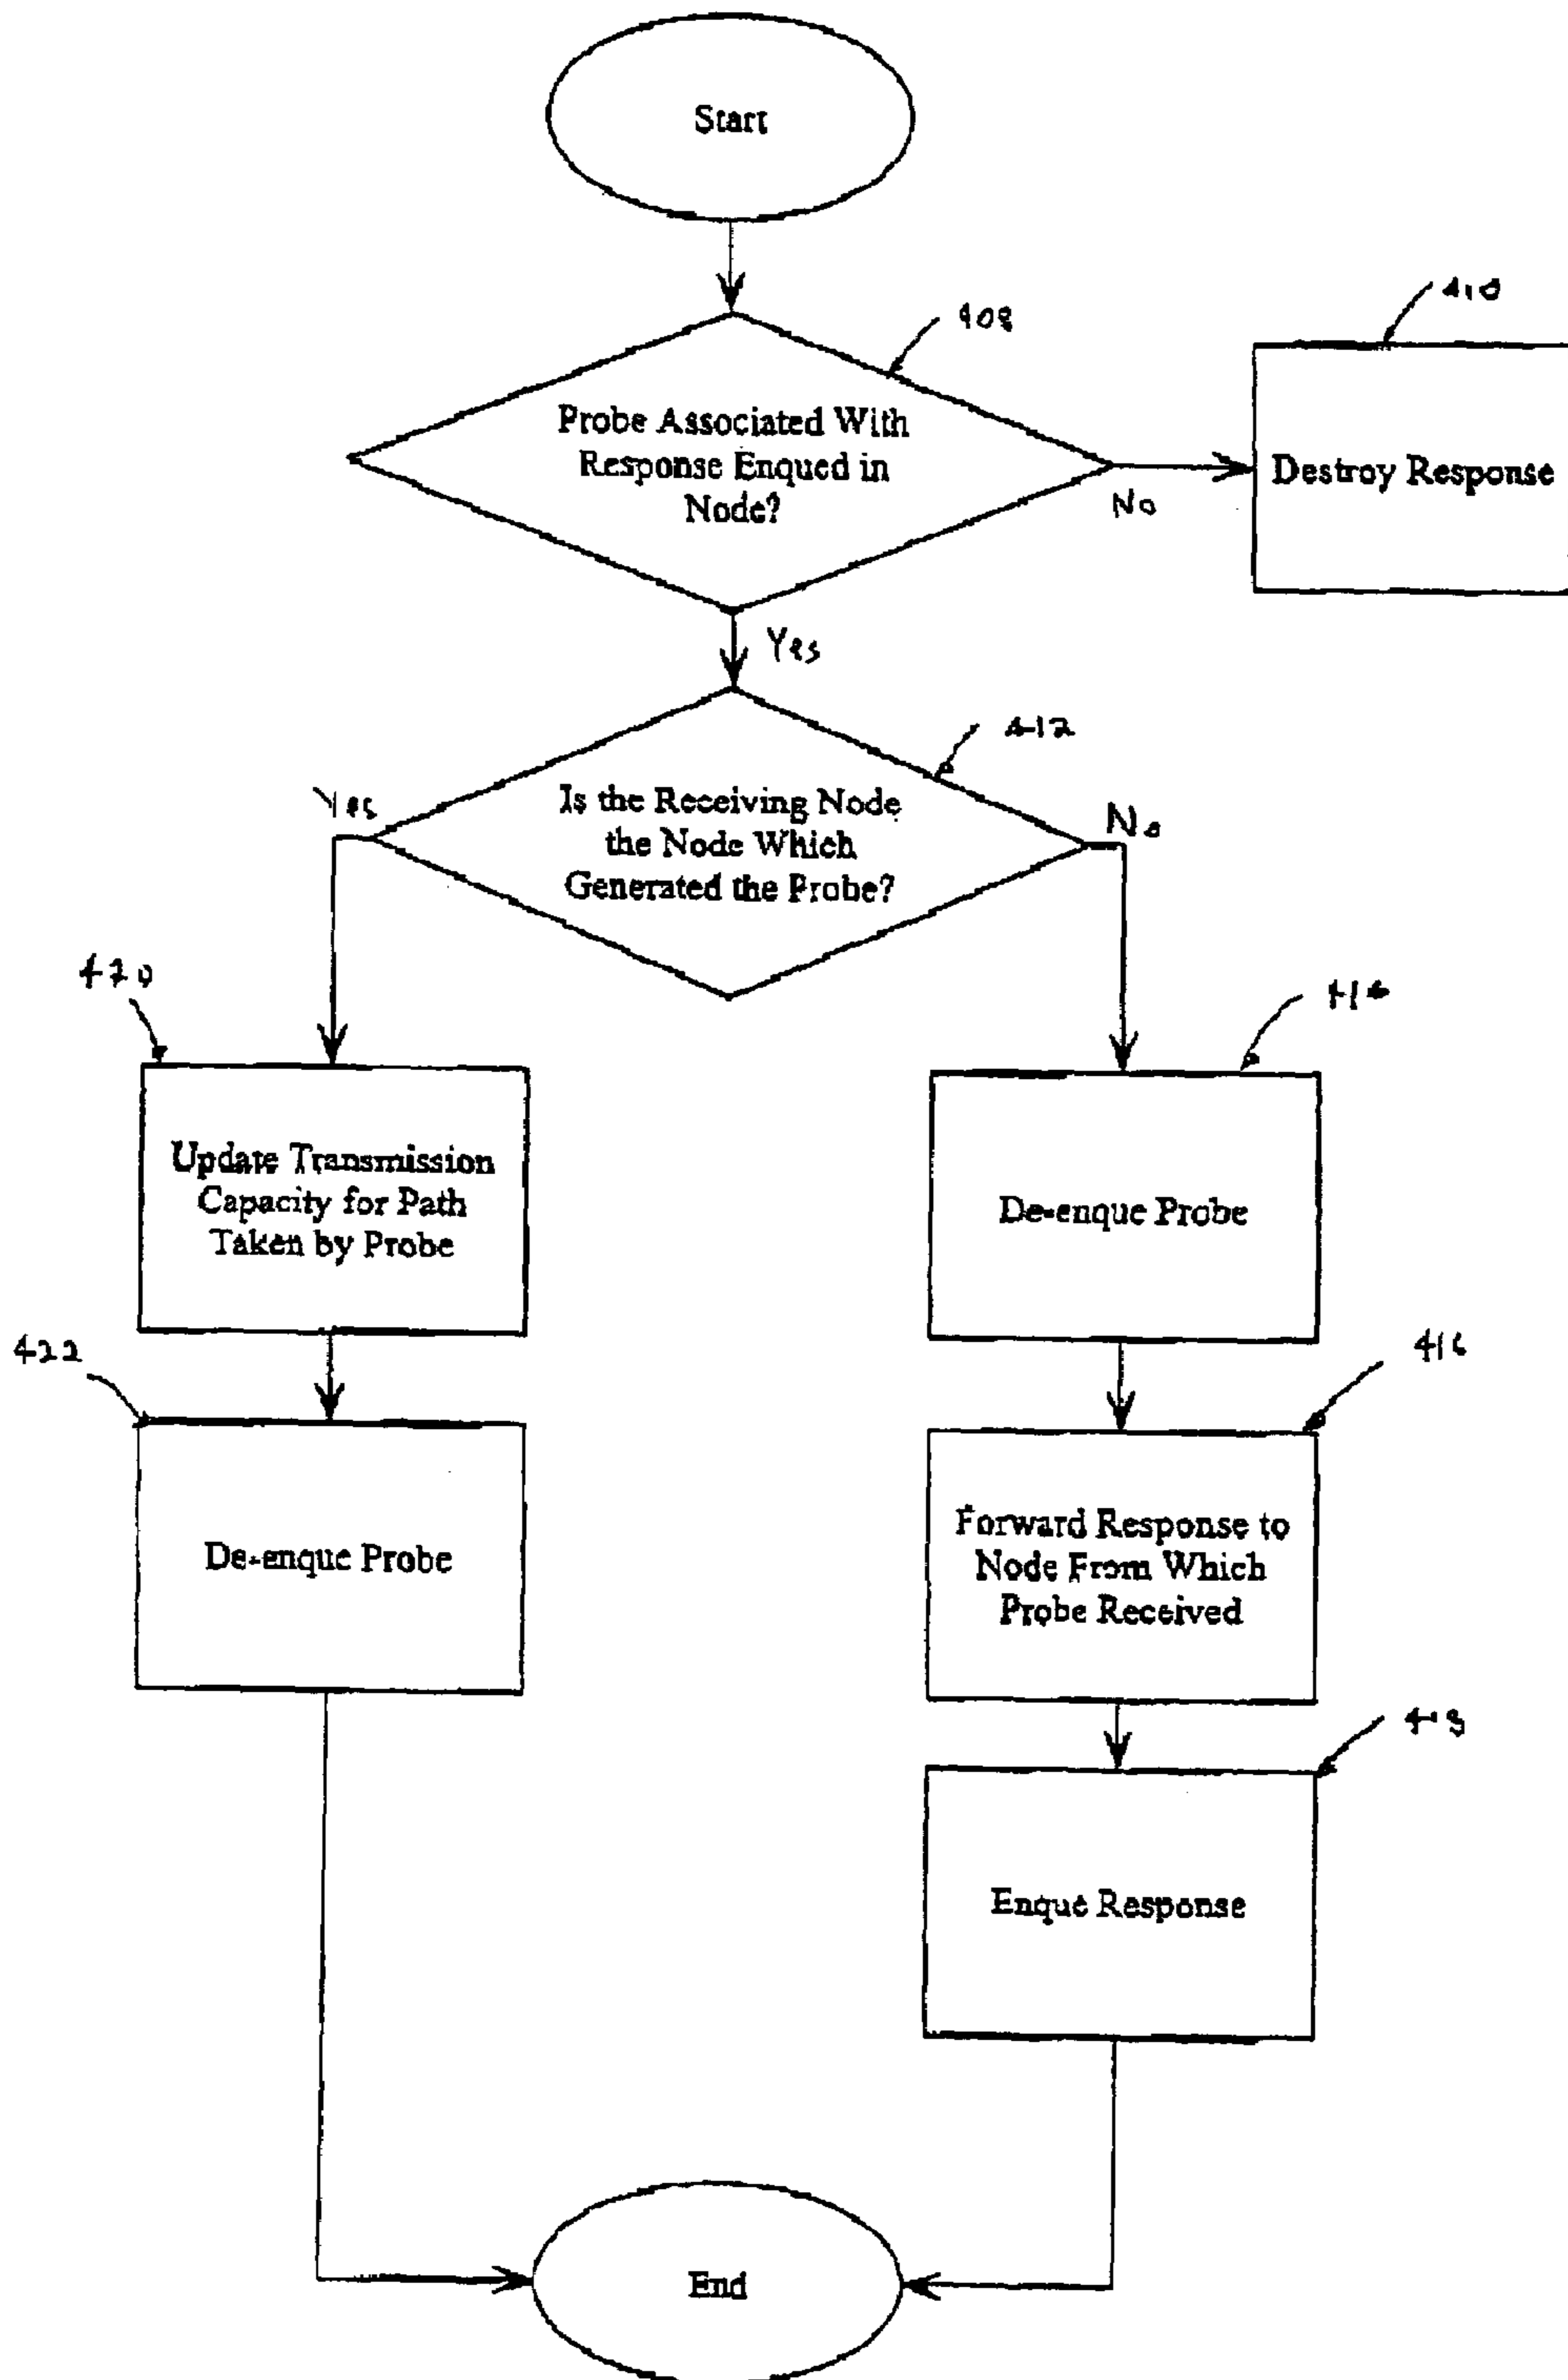 Start
408
410
Probe Associated With
Response Enqued in
Node?
Destroy Response
No
Yes
412
Yes
Is the Receiving Node
the Node Which
Generated the Probe?
No
420
414
Update Transmission
Capacity for Path
Taken by Probe
De-enque Probe
422
416
De-enque Probe
Forward Response to
Node From Which
Probe Received
418
Enque Response
End